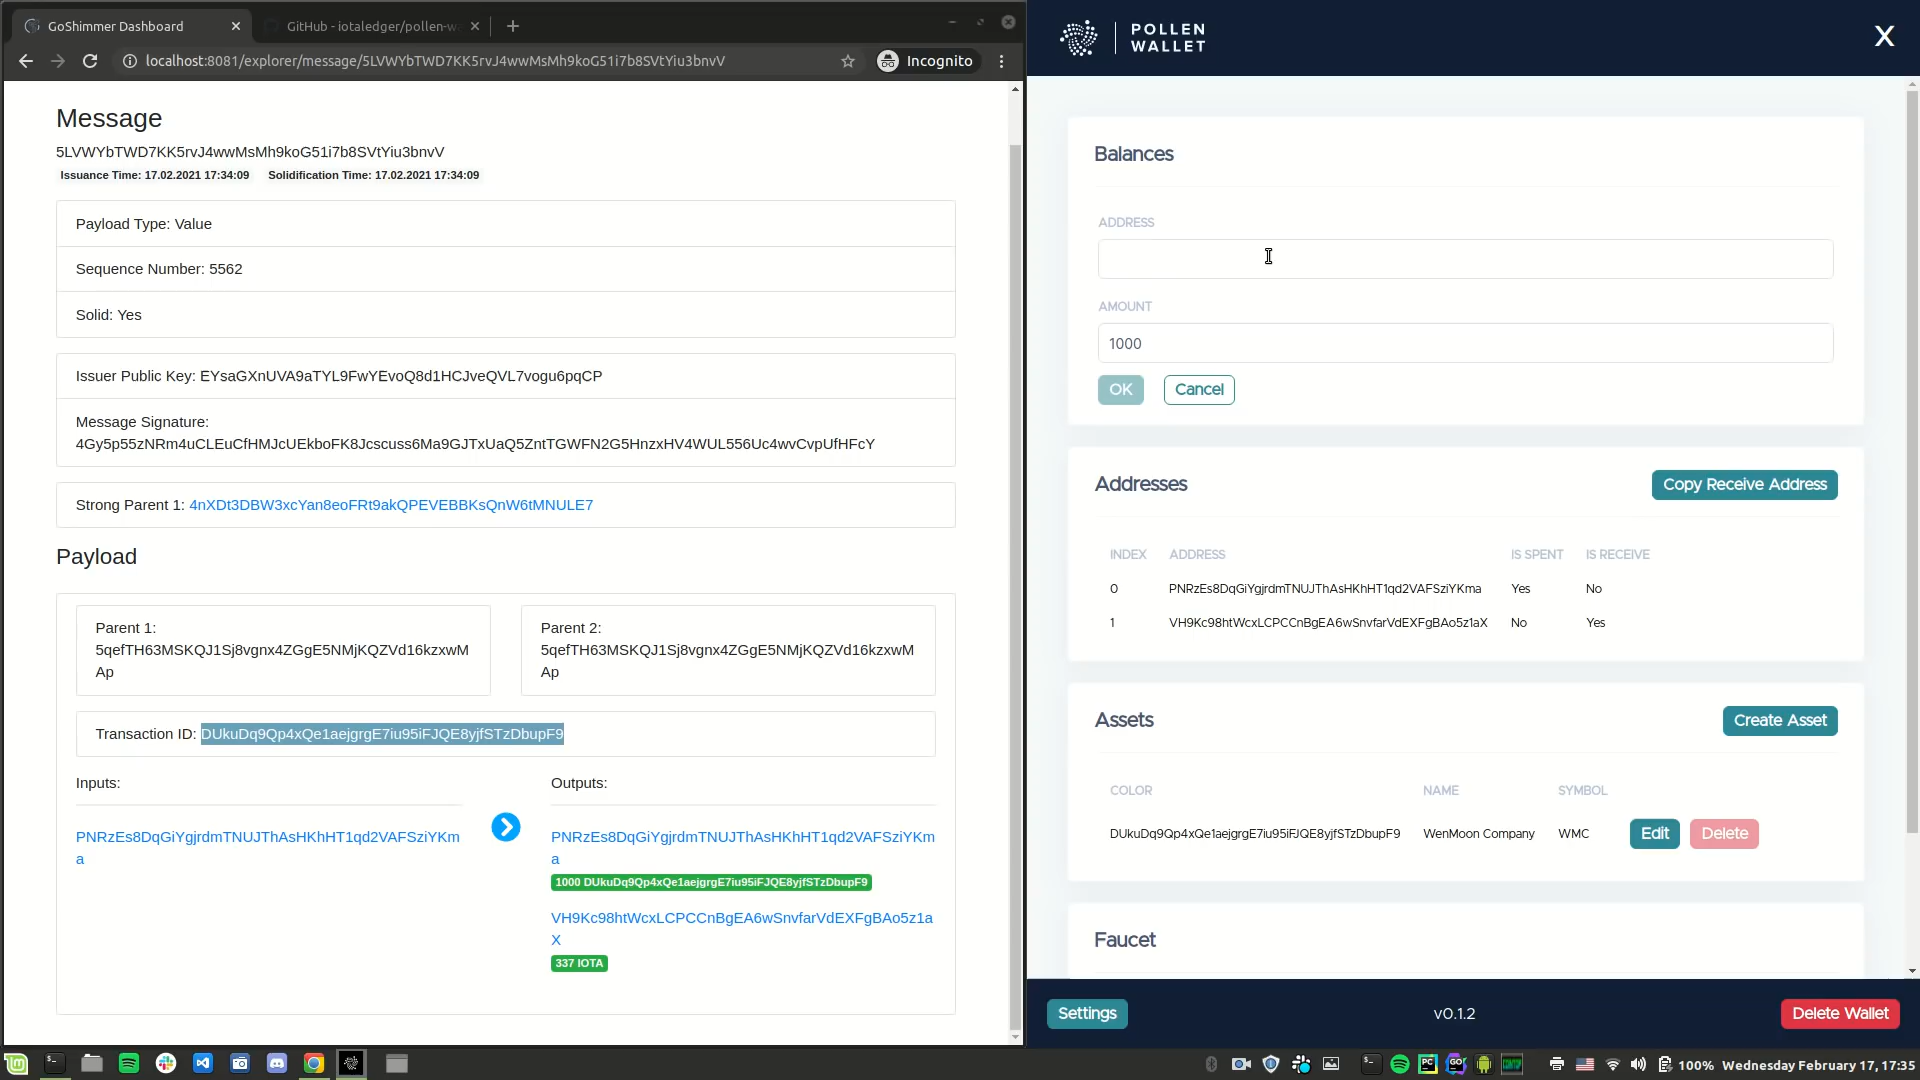 GoShimmer Dashboard
GitHub - iotaledger/pollen-w
localhost:8081/explorer/message/5LVWYbTWD7KK5rvJ4wwMsMh9koG51i7b8SVtYiu3bnvV
Incognito
Message
5LVWYbTWD7KK5rvJ4wwMsMh9koG51i7b8SVtYiu3bnvV
Issuance Time: 17.02.2021 17:34:09 Solidification Time: 17.02.2021 17:34:09
Payload Type: Value
Sequence Number: 5562
Solid: Yes
Issuer Public Key: EYsaGXnUVA9aTYL9FwYEvoQ8d1HCJveQVL7vogu6pqCP
Message Signature:
4Gy5p55zNRm4uCLEuCfHMJcUEkboFK8Jcscuss6Ma9GJTxUaQ5ZntTGWFN2G5HnzxHV4WUL556Uc4wvCvpUfHFcY
Strong Parent 1: 4nXDt3DBW3xcYan8eoFRt9akQPEVEBBKsQnW6tMNULE7
Payload
Parent 1:
5qefTH63MSKQJ1Sj8vgnx4ZGgE5NMjKQZVd16kzxwM
Ap
Parent 2:
5qefTH63MSKQJ1Sj8vgnx4ZGgE5NMjKQZVd16kzxwM
Ap
Transaction ID: DUkuDq9Qp4xQe1aejgrgE7iu95iFJQE8yjfSTzDbupF9
Inputs:
PNRzEs8DqGiYgjrdmTNUJThAsHKhHT1qd2VAFSziYKm
a
Outputs:
PNRzEs8DqGiYgjrdmTNUJThAsHKhHT1qd2VAFSziYKm
a
1000 DUkuDq9Qp4xQe1aejgrgE7iu95iFJQE8yjfSTzDbupF9
VH9Kc98htWcxLCPCCnBgEA6wSnvfarVdEXFgBAo5z1a
X
337 IOTA
POLLEN
WALLET
X
Balances
ADDRESS
AMOUNT
1000
OK Cancel
Addresses
Copy Receive Address
INDEX ADDRESS IS SPENT IS RECEIVE
0 PNRzEs8DqGiYgjrdmTNUJThAsHKhHT1qd2VAFSziYKma Yes No
1 VH9Kc98htWcxLCPCCnBgEA6wSnvfarVdEXFgBAo5z1aX No Yes
Assets
Create Asset
COLOR NAME SYMBOL
DUkuDq9Qp4xQe1aejgrgE7iu95iFJQE8yjfSTzDbupF9 WenMoon Company WMC Edit Delete
Faucet
Settings v0.1.2 Delete Wallet
100% Wednesday February 17, 17:35